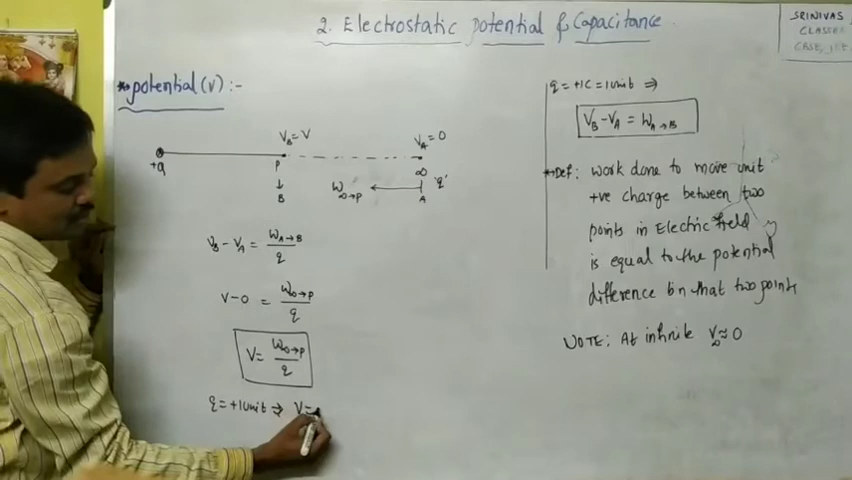 2. Electrostatic potential & Capacitance
SRINIVAS
*potential(v):-
V_B=V
V_A=0
+Q
P
∞
W_∞→P
'q'
B
A
V_B-V_A = W_A→B / q
V-0 = W_∞→P / q
V= W_∞→P / q
q=+1unit ⇒ V=
q=+1C=1unit ⇒
V_B-V_A = W_A→B
*Def: work done to move unit
+ve charge between two
points in Electric field
is equal to the potential
difference b/n that two points
NOTE: At infinite V_∞≈0